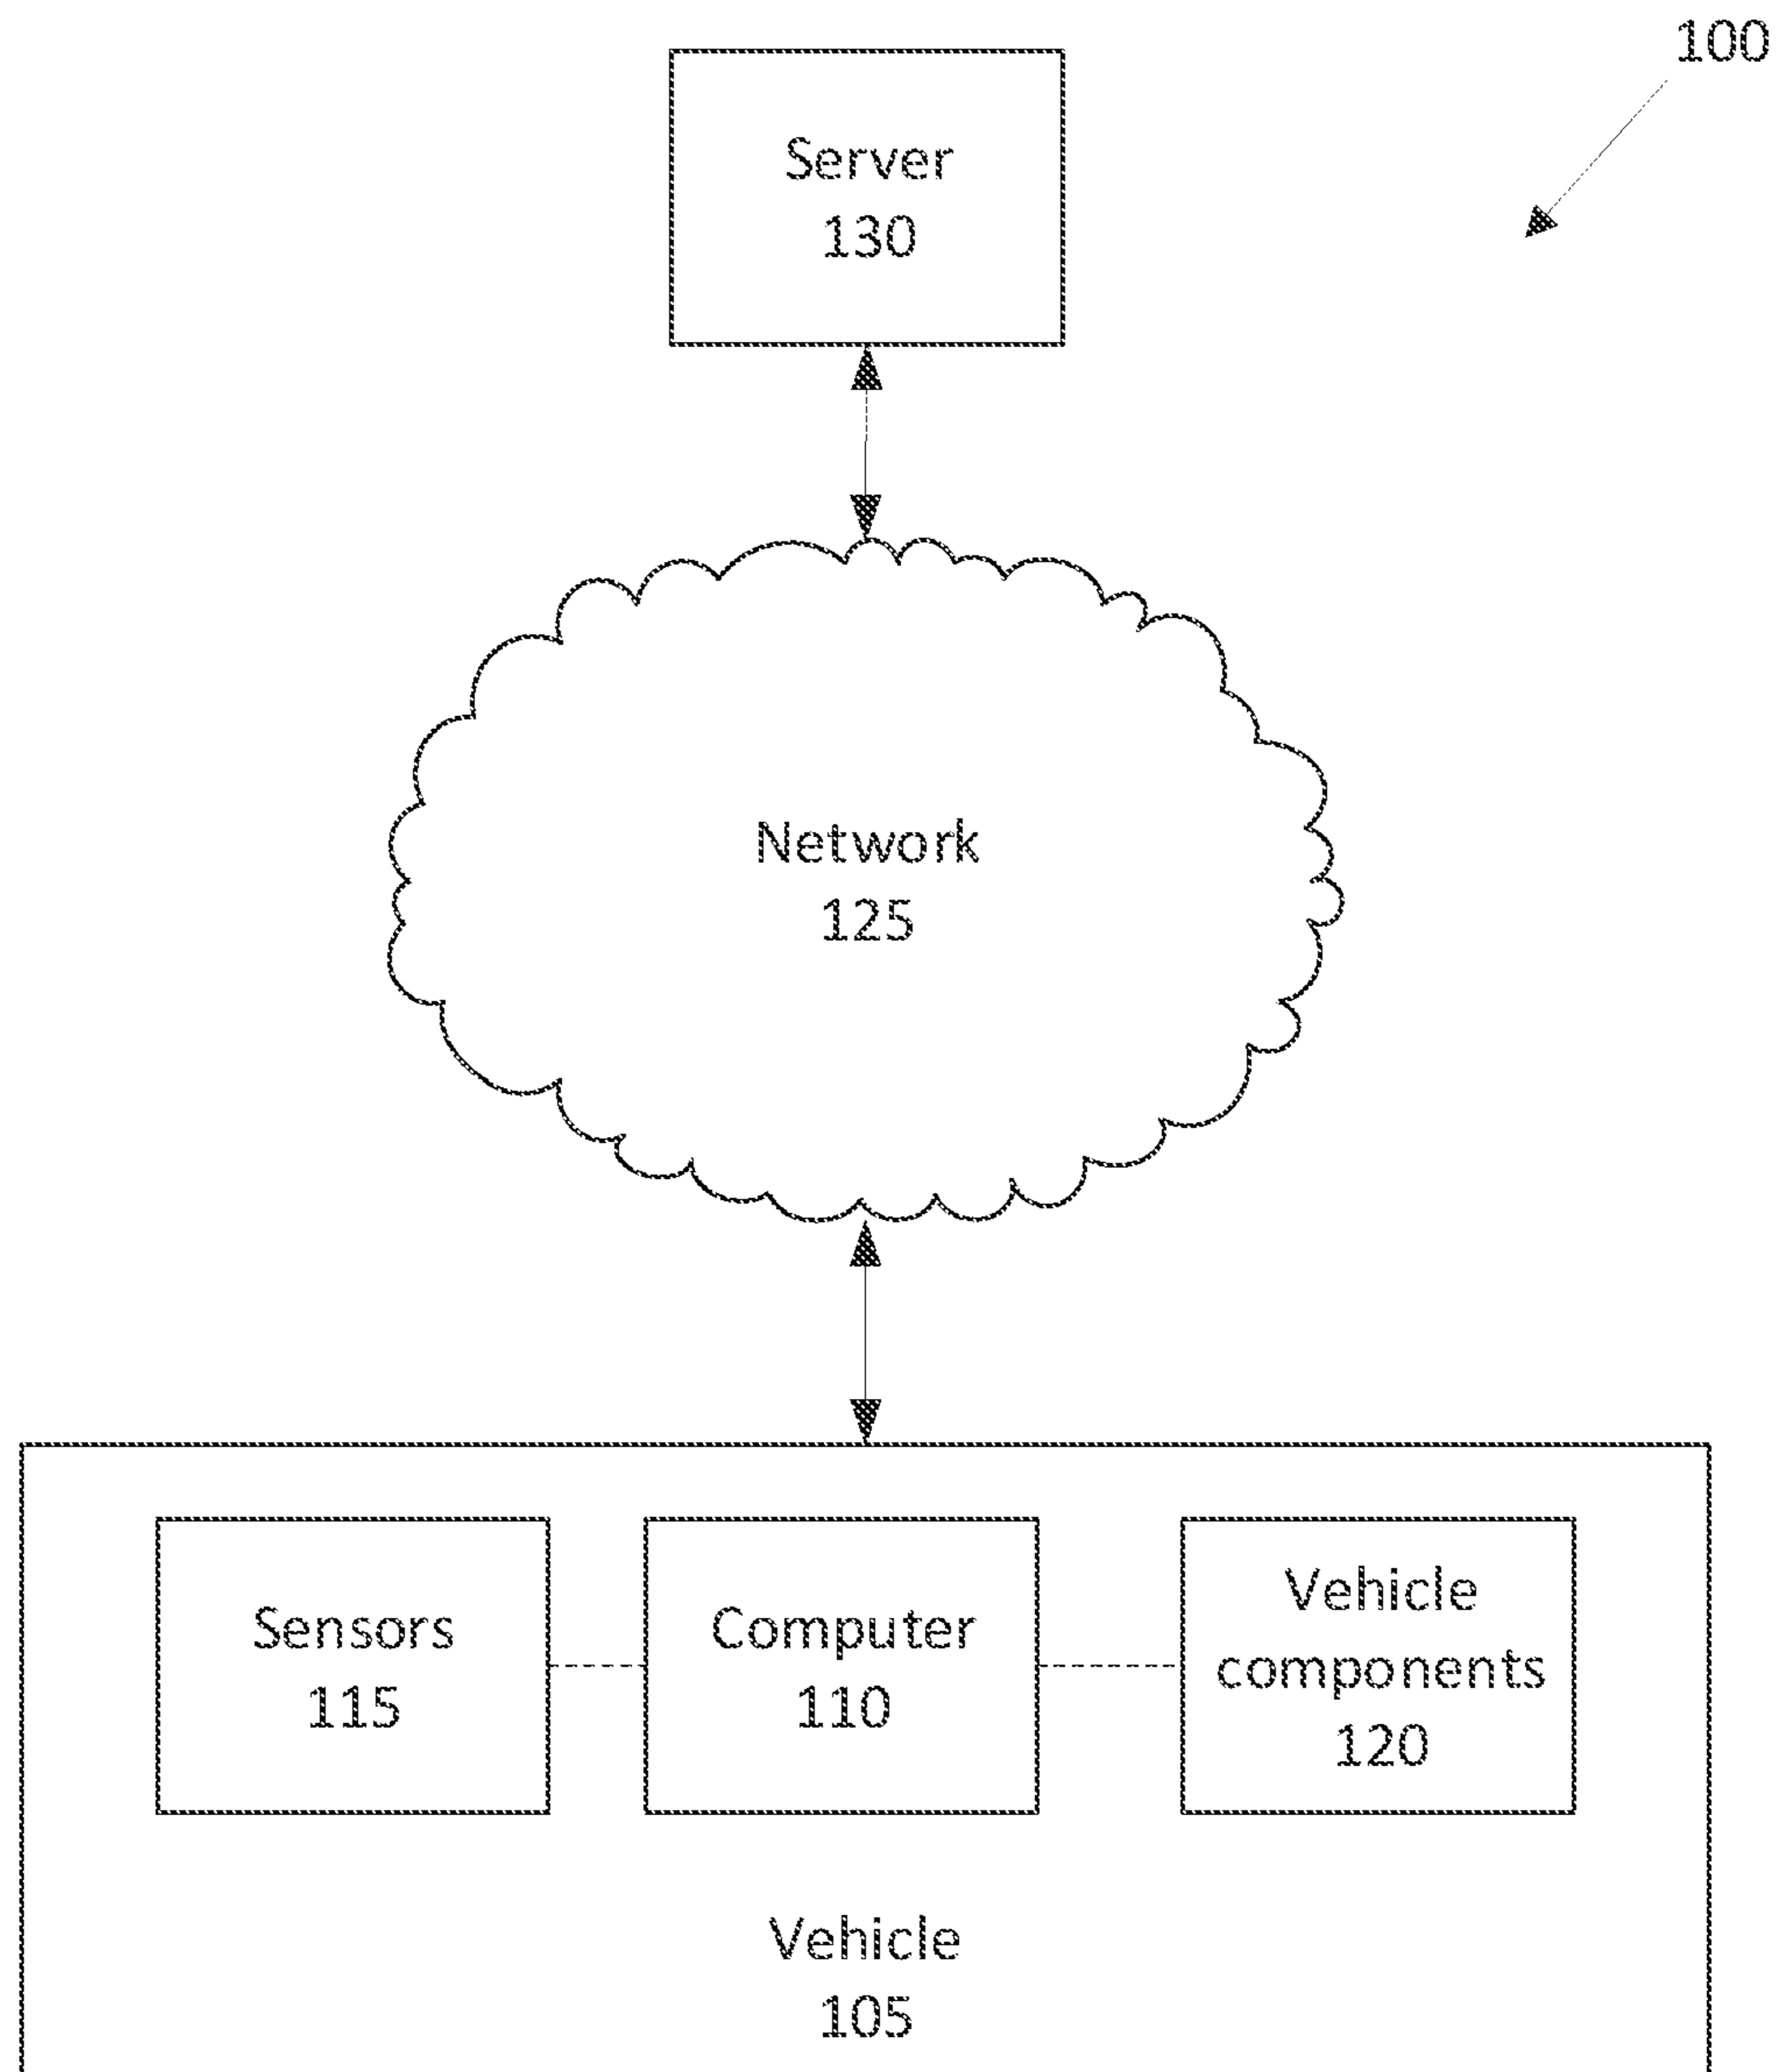 100
Server
130
Network
125
Sensors
115
Computer
110
Vehicle
components
120
Vehicle
105